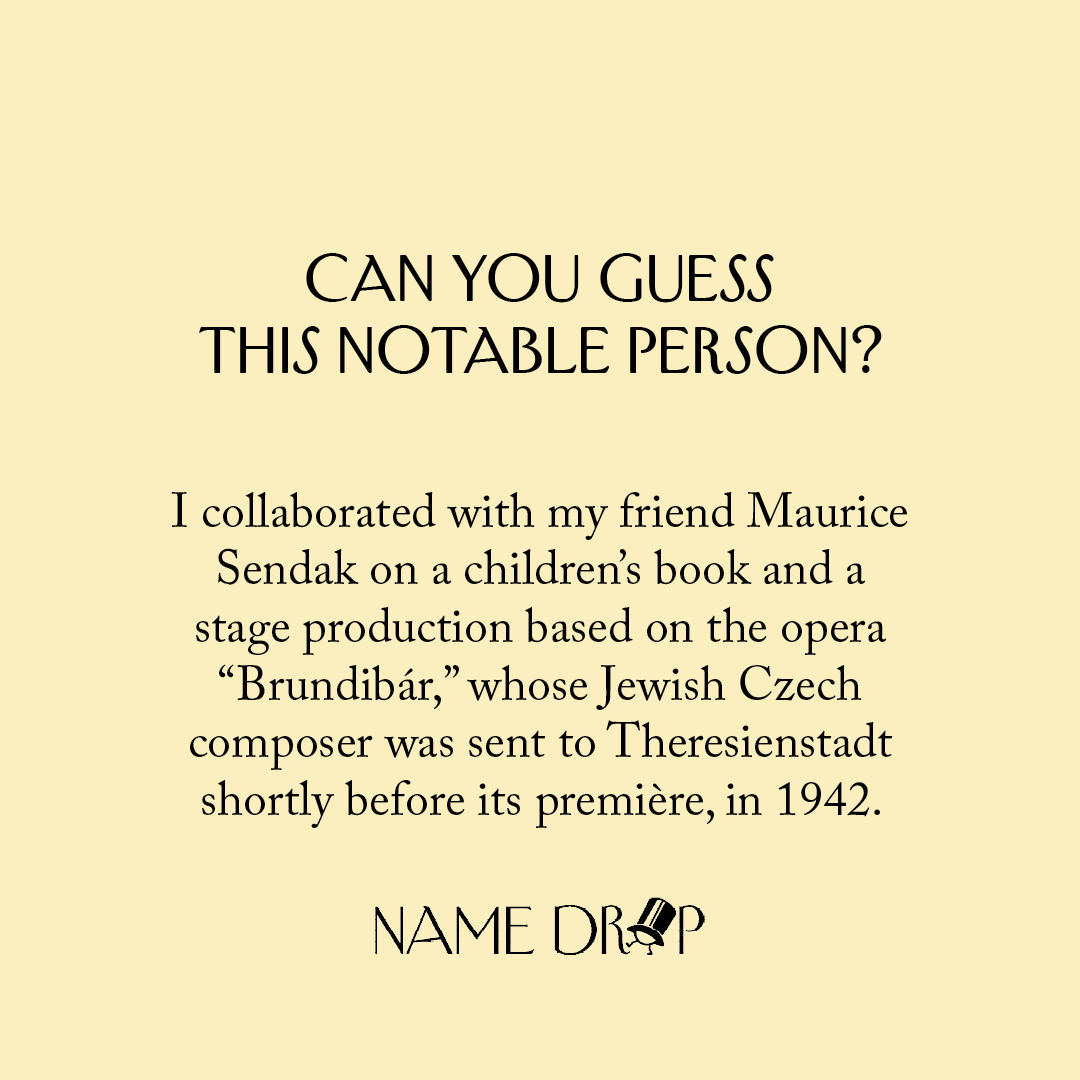 CAN YOU GUESS
THIS NOTABLE PERSON?
I collaborated with my friend Maurice
Sendak on a children’s book and a
stage production based on the opera
“Brundibár,” whose Jewish Czech
composer was sent to Theresienstadt
shortly before its première, in 1942.
NAME DROP